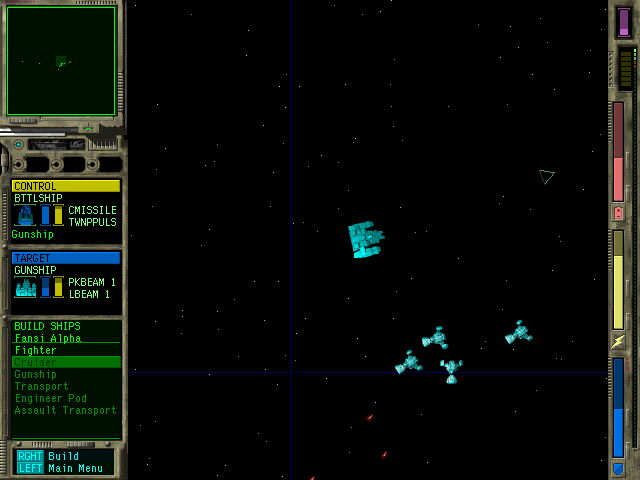 CONTROL
BTTLSHIP
CMISSILE
TWNPPULS
Gunship
TARGET
GUNSHIP
PKBEAM 1
LBEAM 1
BUILD SHIPS
Fansi Alpha
Fighter
Cruiser
Gunship
Transport
Engineer Pod
Assault Transport
RGHT Build
LEFT Main Menu